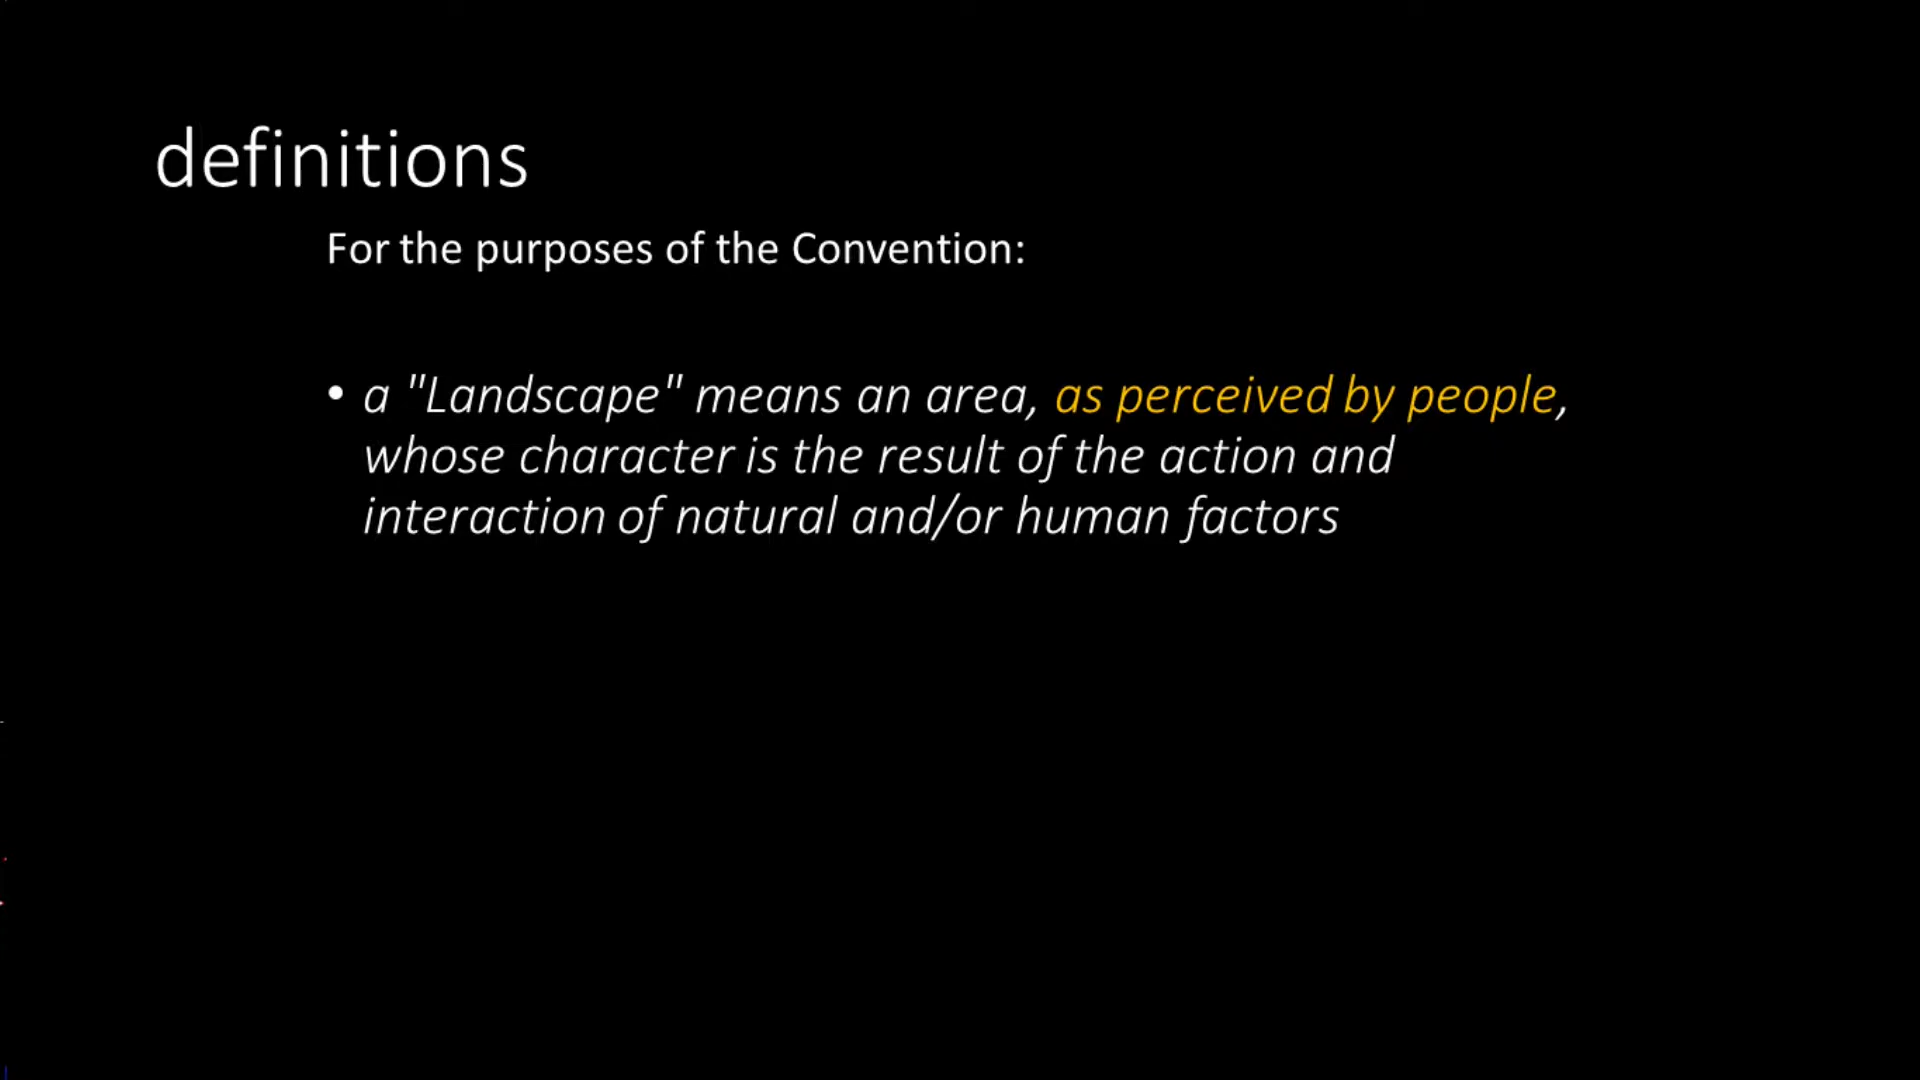 definitions
For the purposes of the Convention:
• a "Landscape" means an area, as perceived by people,
whose character is the result of the action and
interaction of natural and/or human factors